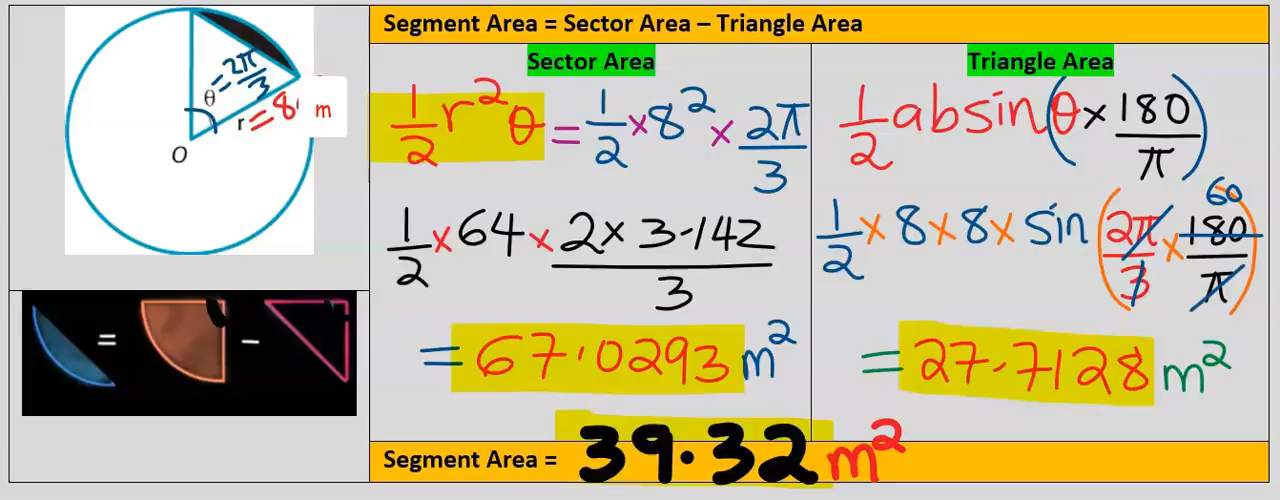 θ = 2π/3
r = 8 m
O
= −
Segment Area = Sector Area – Triangle Area
Sector Area
1/2 r² θ = 1/2 × 8² × 2π/3
1/2 × 64 × 2 × 3.142/3
= 67.0293 m²
Triangle Area
1/2 ab sin (θ × 180/π)
60
1/2 × 8 × 8 × sin (2π/3 × 180/π)
1
= 27.7128 m²
Segment Area = 39.32 m²